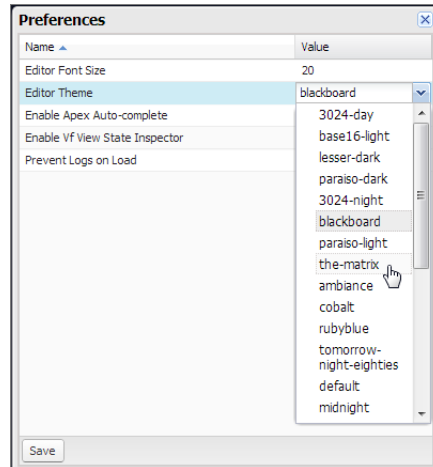 Preferences
Name Value
Editor Font Size 20
Editor Theme blackboard
Enable Apex Auto-complete
Enable Vf View State Inspector
Prevent Logs on Load
3024-day
base16-light
lesser-dark
paraiso-dark
3024-night
blackboard
paraiso-light
the-matrix
ambiance
cobalt
rubyblue
tomorrow-
night-eighties
default
midnight
Save